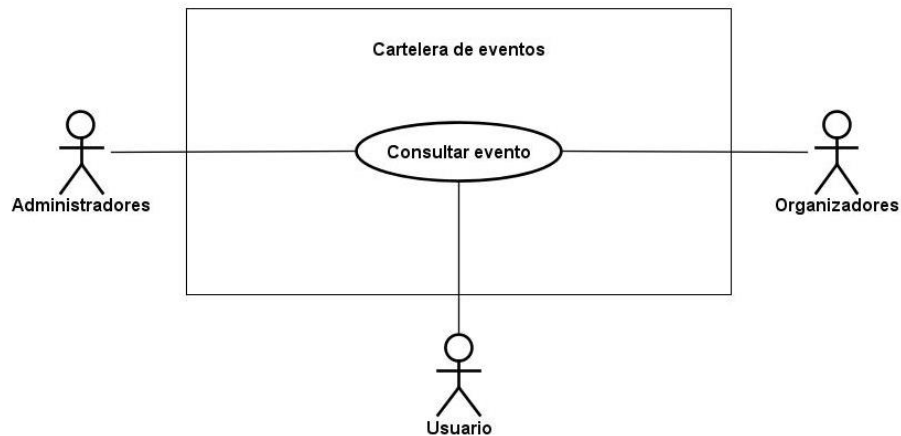 Cartelera de eventos
Consultar evento
Administradores
Organizadores
Usuario